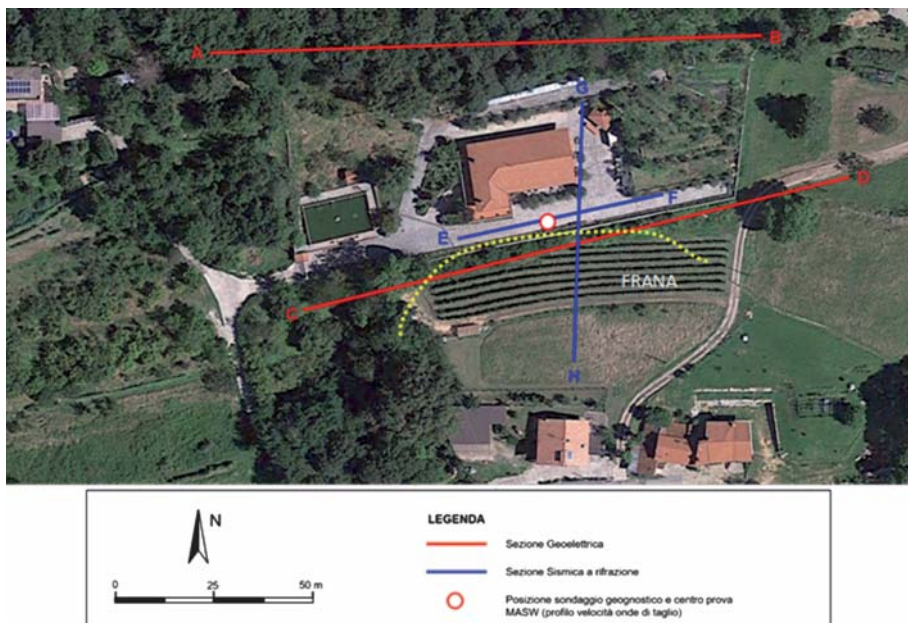 A
B
G
D
F
E
FRANA
C
H
N
0 25 50 m
LEGENDA
Sezione Geoelettrica
Sezione Sismica a rifrazione
Posizione sondaggio geognostico e centro prova
MASW (profilo velocità onde di taglio)